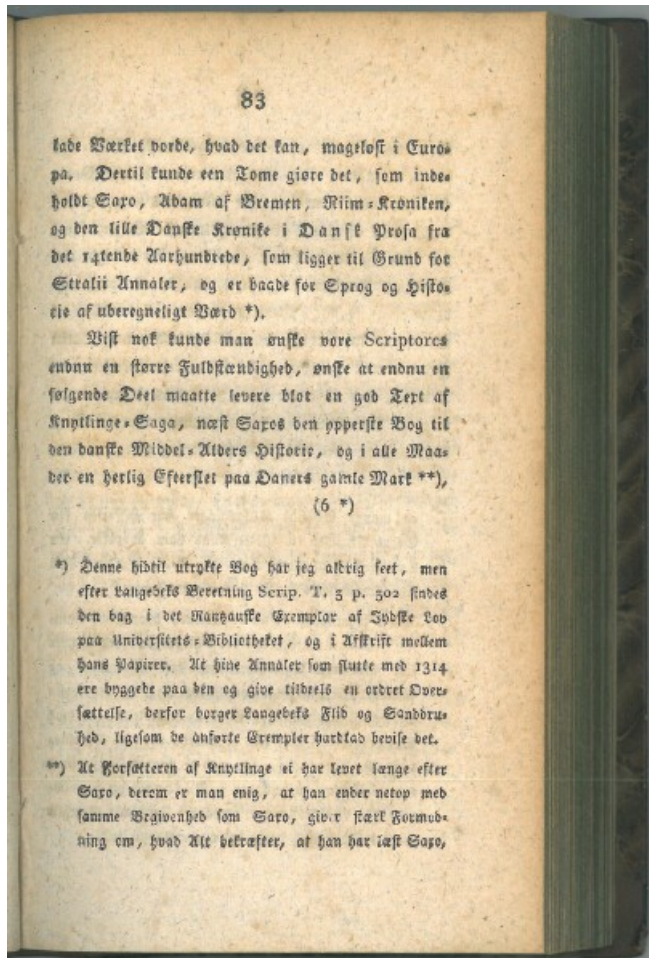 83
lade Værket vorde, hvad det kan, mageløst i Euro-
pa. Dertil kunde een Tome giøre det, som inde-
holdt Saxo, Adam af Bremen, Riim-Krøniken,
og den lille Danske Krønike i Dansk Prosa fra
det 14tende Aarhundrede, som ligger til Grund for
Stralii Annaler, og er baade for Sprog og Histo-
rie af uberegneligt Værd *).
Vist nok kunde man ønske vore Scriptores
endnu en større Fuldstændighed, ønske at endnu en
følgende Deel maatte levere blot en god Text af
Knytlinge-Saga, næst Saxos den ypperste Bog til
den danske Middel-Alders Historie, og i alle Maa-
der en herlig Efterslet paa Daners gamle Mark **),
(6 *)
*) Denne hidtil utrykte Bog har jeg aldrig seet, men
efter Langebeks Beretning Scrip. T. 3 p. 302 findes
den bag i det Rantzauske Exemplar af Jydske Lov
paa Universitets-Bibliotheket, og i Afskrift mellem
hans Papirer. At hine Annaler som slutte med 1314
ere byggede paa den og give tildeels en ordret Over-
sættelse, derfor borger Langebeks Flid og Sanddru-
hed, ligesom de anførte Exempler hardtad bevise det.
**) At Forfatteren af Knytlinge ei har levet længe efter
Saxo, derom er man enig, at han ender netop med
samme Begivenhed som Saxo, giver stærk Formod-
ning om, hvad Alt bekræfter, at han har læst Saxo,